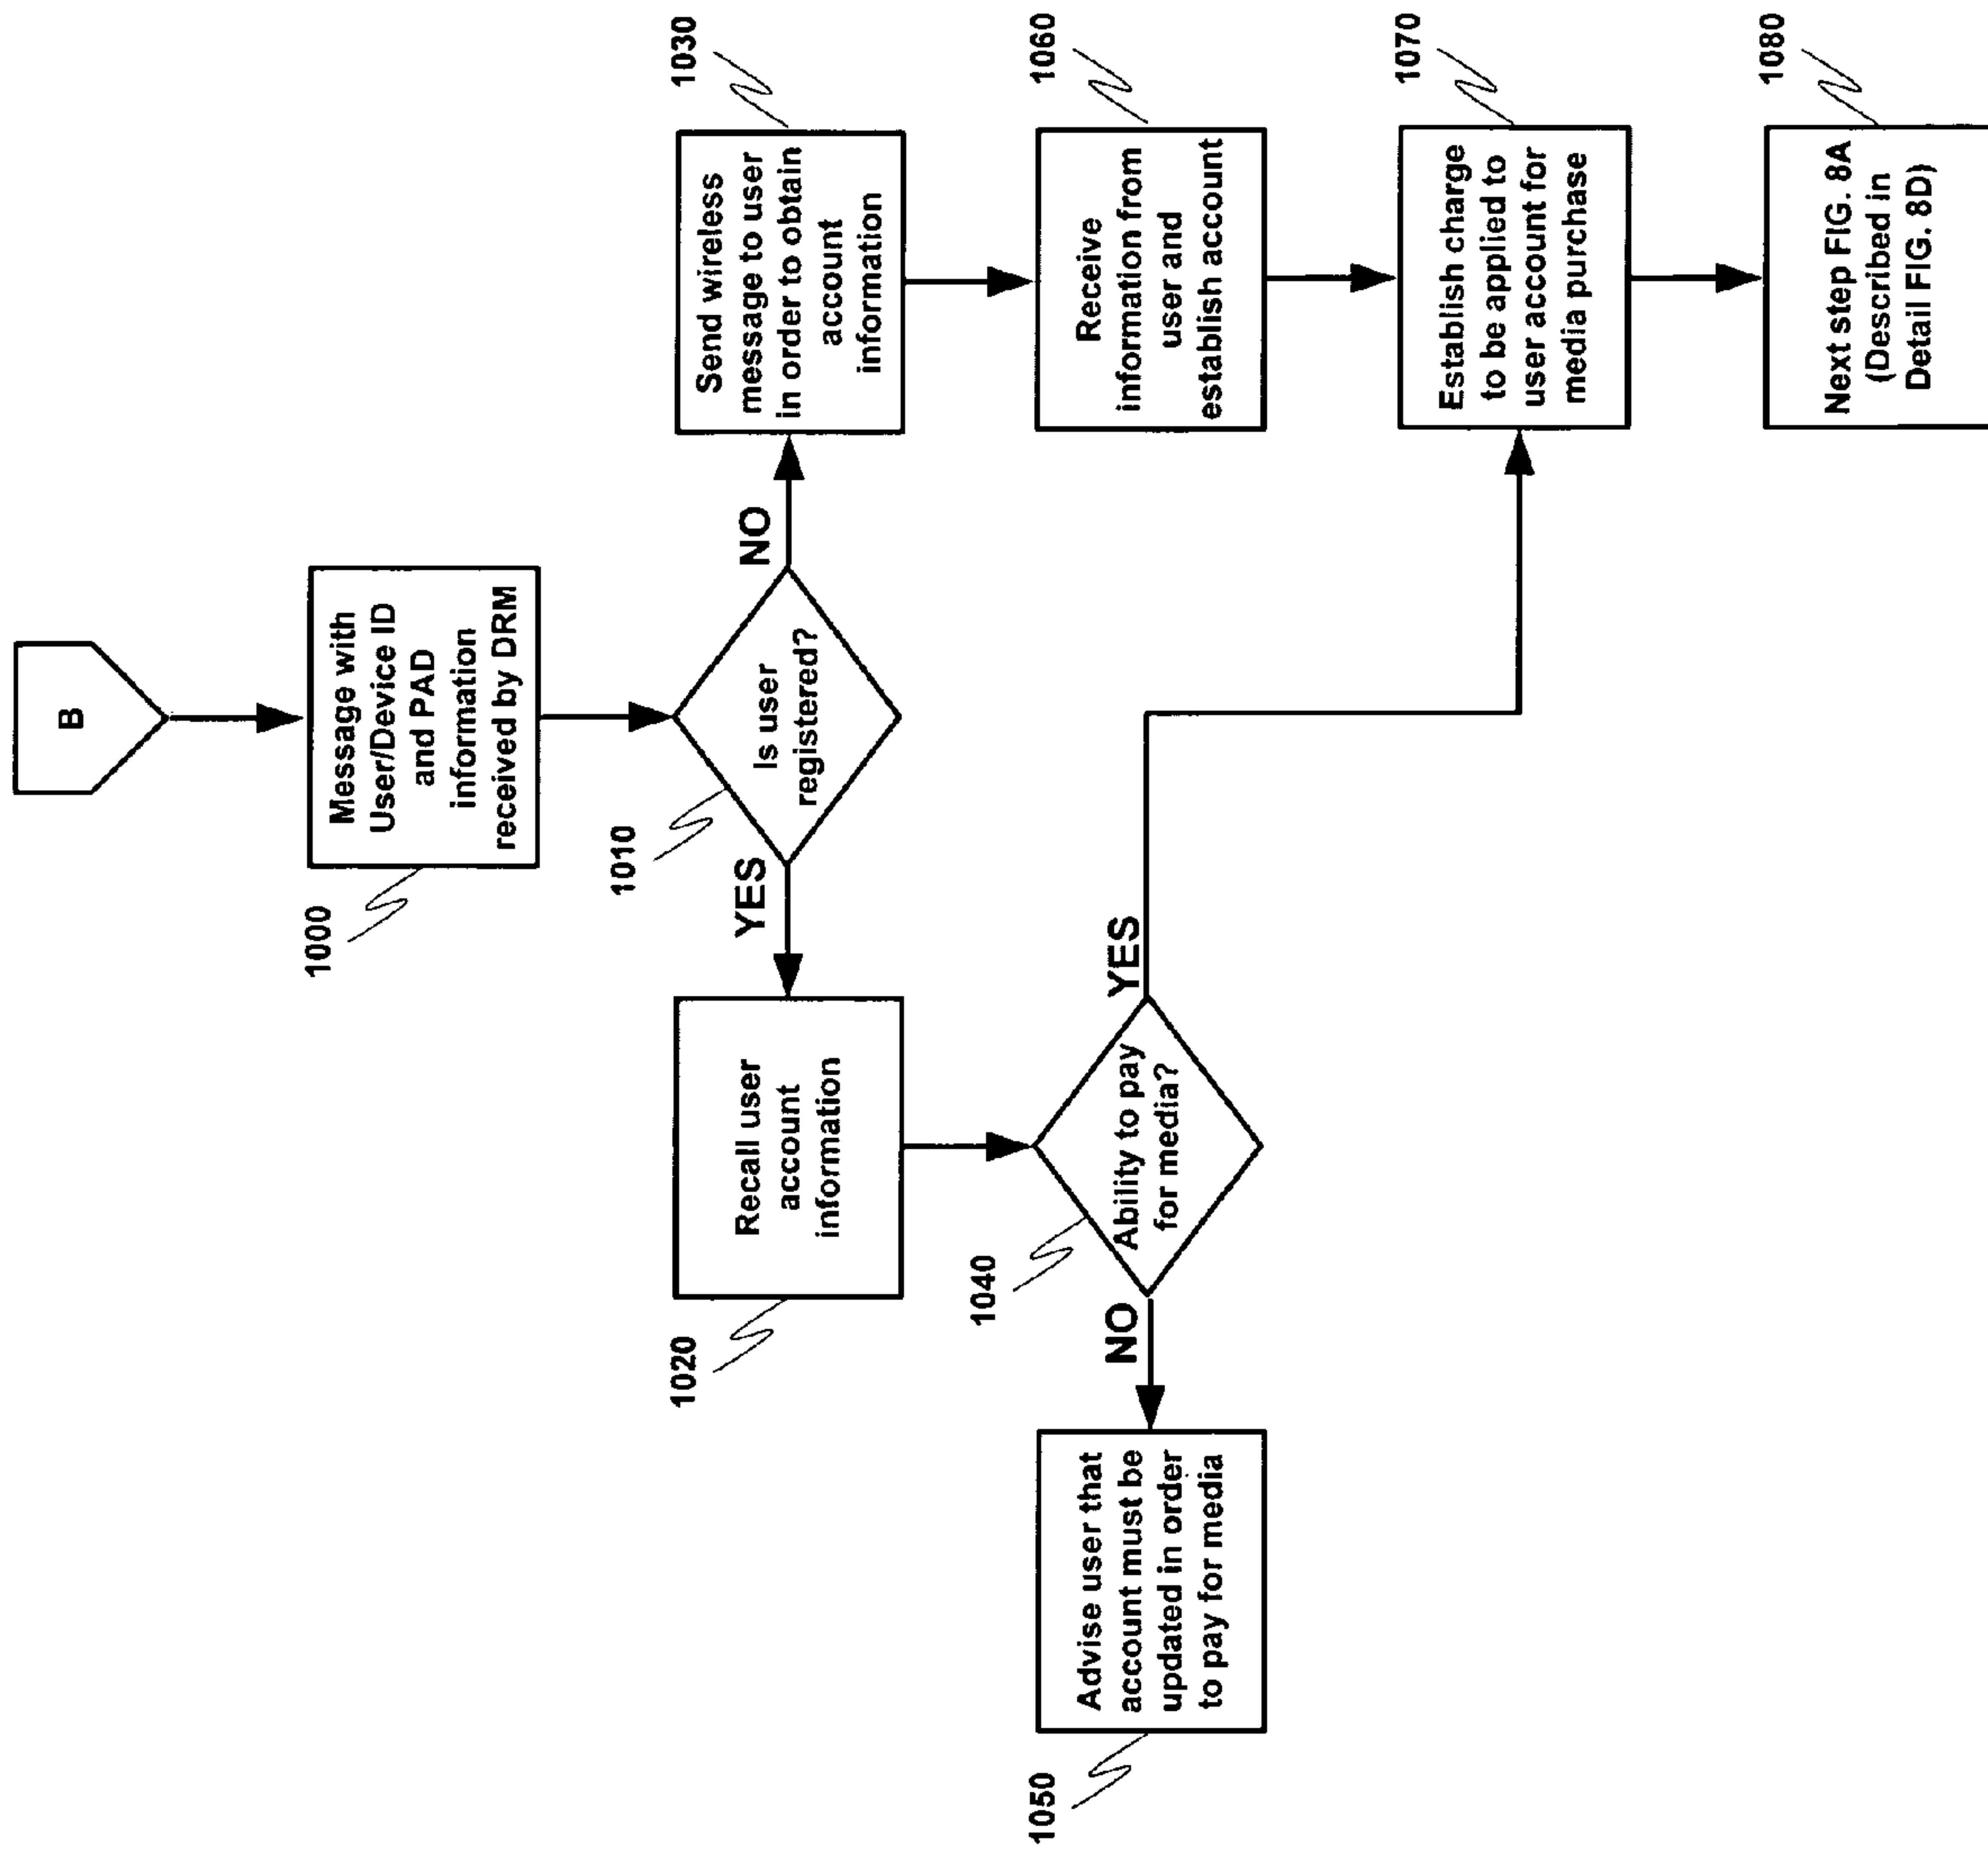 B
1000
Message with
User/Device ID
and PAD
information
received by DRM
1010
Is user
registered?
YES
NO
1020
Recall user
account
information
1030
Send wireless
message to user
in order to obtain
account
information
1040
Ability to pay
for media?
NO
YES
1050
Advise user that
account must be
updated in order
to pay for media
1060
Receive
information from
user and
establish account
1070
Establish charge
to be applied to
user account for
media purchase
1080
Next step FIG. 8A
(Described in
Detail FIG. 8D)